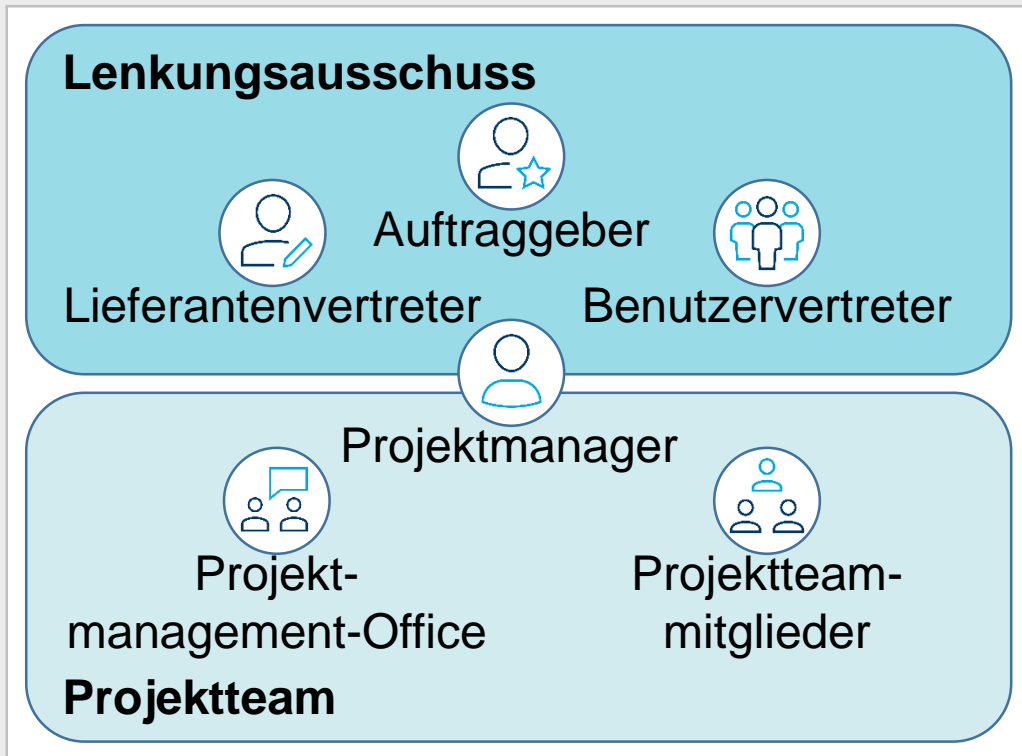 Lenkungsausschuss
Auftraggeber
Lieferantenvertreter
Benutzervertreter
Projektmanager
Projekt-
management-Office
Projektteam-
mitglieder
Projektteam